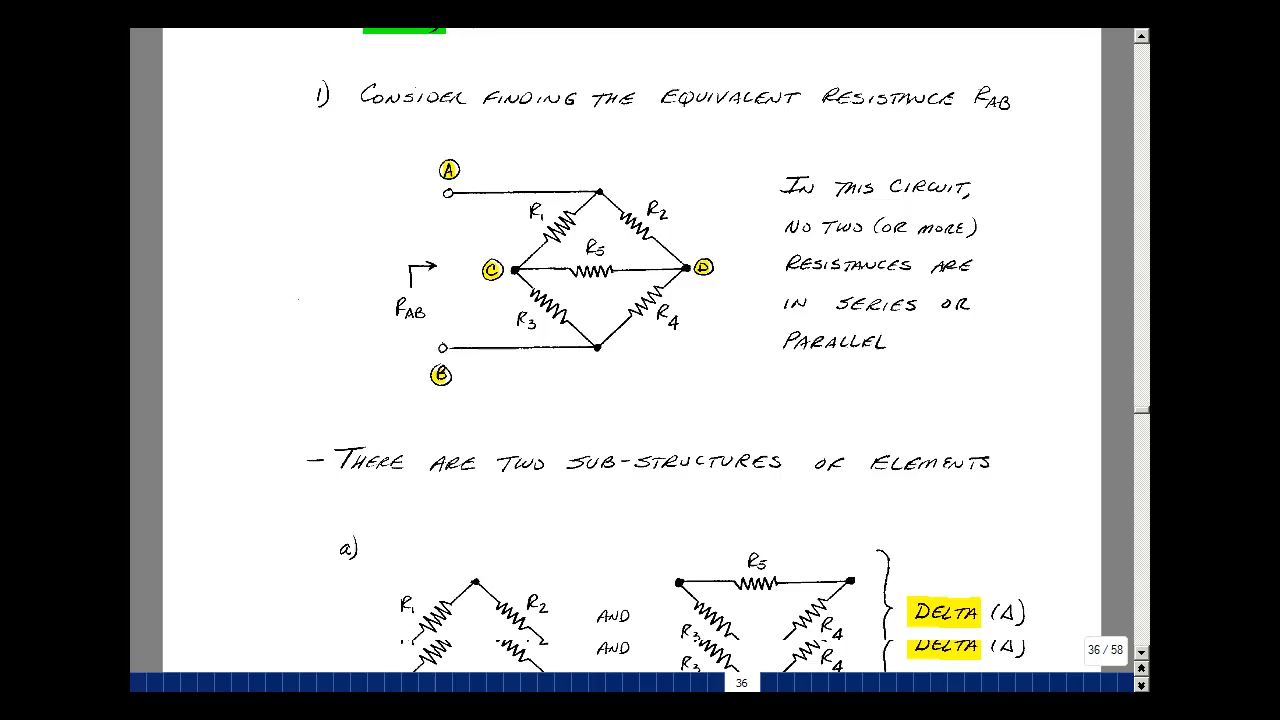 1) CONSIDER FINDING THE EQUIVALENT RESISTANCE RAB
A
IN THIS CIRCUIT,
R1
R2
NO TWO (OR MORE)
R5
C
D
RESISTANCES ARE
RAB
R3
R4
IN SERIES OR
PARALLEL
B
- THERE ARE TWO SUB-STRUCTURES OF ELEMENTS
a)
R5
R1
R2
AND
DELTA (Δ)
R3
R4
AND
DELTA (Δ)
R3
R4
36 / 58
36